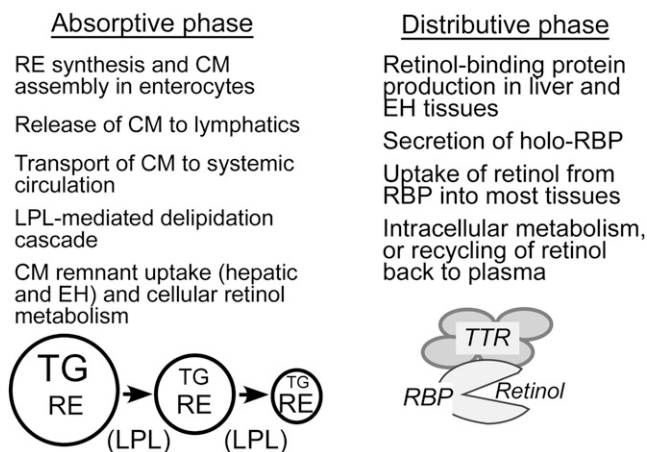 Absorptive phase
RE synthesis and CM
assembly in enterocytes
Release of CM to lymphatics
Transport of CM to systemic
circulation
LPL-mediated delipidation
cascade
CM remnant uptake (hepatic
and EH) and cellular retinol
metabolism
TG
RE
(LPL)
TG
RE
(LPL)
TG
RE
Distributive phase
Retinol-binding protein
production in liver and
EH tissues
Secretion of holo-RBP
Uptake of retinol from
RBP into most tissues
Intracellular metabolism,
or recycling of retinol
back to plasma
TTR
RBP
Retinol